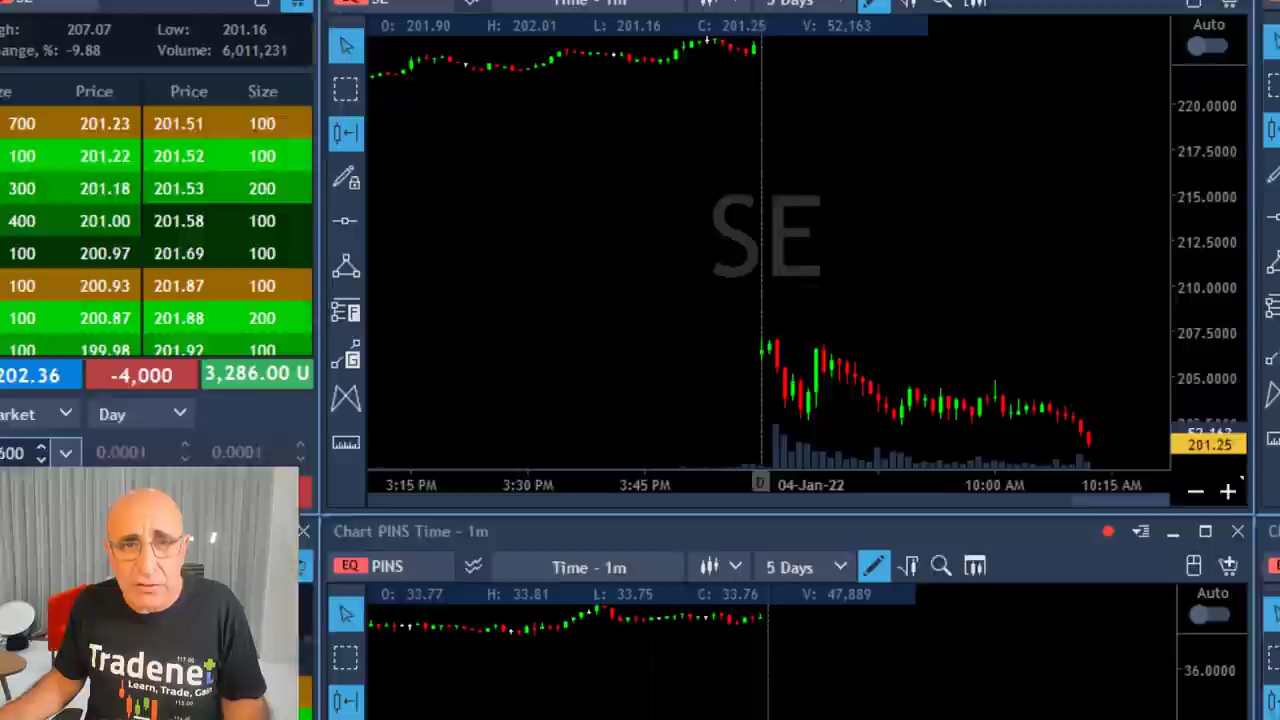 gh: 207.07 Low: 201.16
ange, %: -9.88 Volume: 6,011,231
ze Price Price Size
700 201.23 201.51 100
100 201.22 201.52 100
300 201.18 201.53 200
400 201.00 201.58 100
100 200.97 201.69 100
100 200.93 201.87 100
100 200.87 201.88 200
100 199.98 201.92 100
202.36 -4,000 3,286.00 U
arket Day
600 0.0001 0.0001
EQ SE Time - 1m 5 Days
O: 201.90 H: 202.01 L: 201.16 C: 201.25 V: 52,163
Auto
SE
220.0000
217.5000
215.0000
212.5000
210.0000
207.5000
205.0000
52,163
201.25
3:15 PM 3:30 PM 3:45 PM D 04-Jan-22 10:00 AM 10:15 AM
F
G
Chart PINS Time - 1m
EQ PINS Time - 1m 5 Days
O: 33.77 H: 33.81 L: 33.75 C: 33.76 V: 47,889
Auto
36.0000
Tradenet
Learn, Trade, Gain